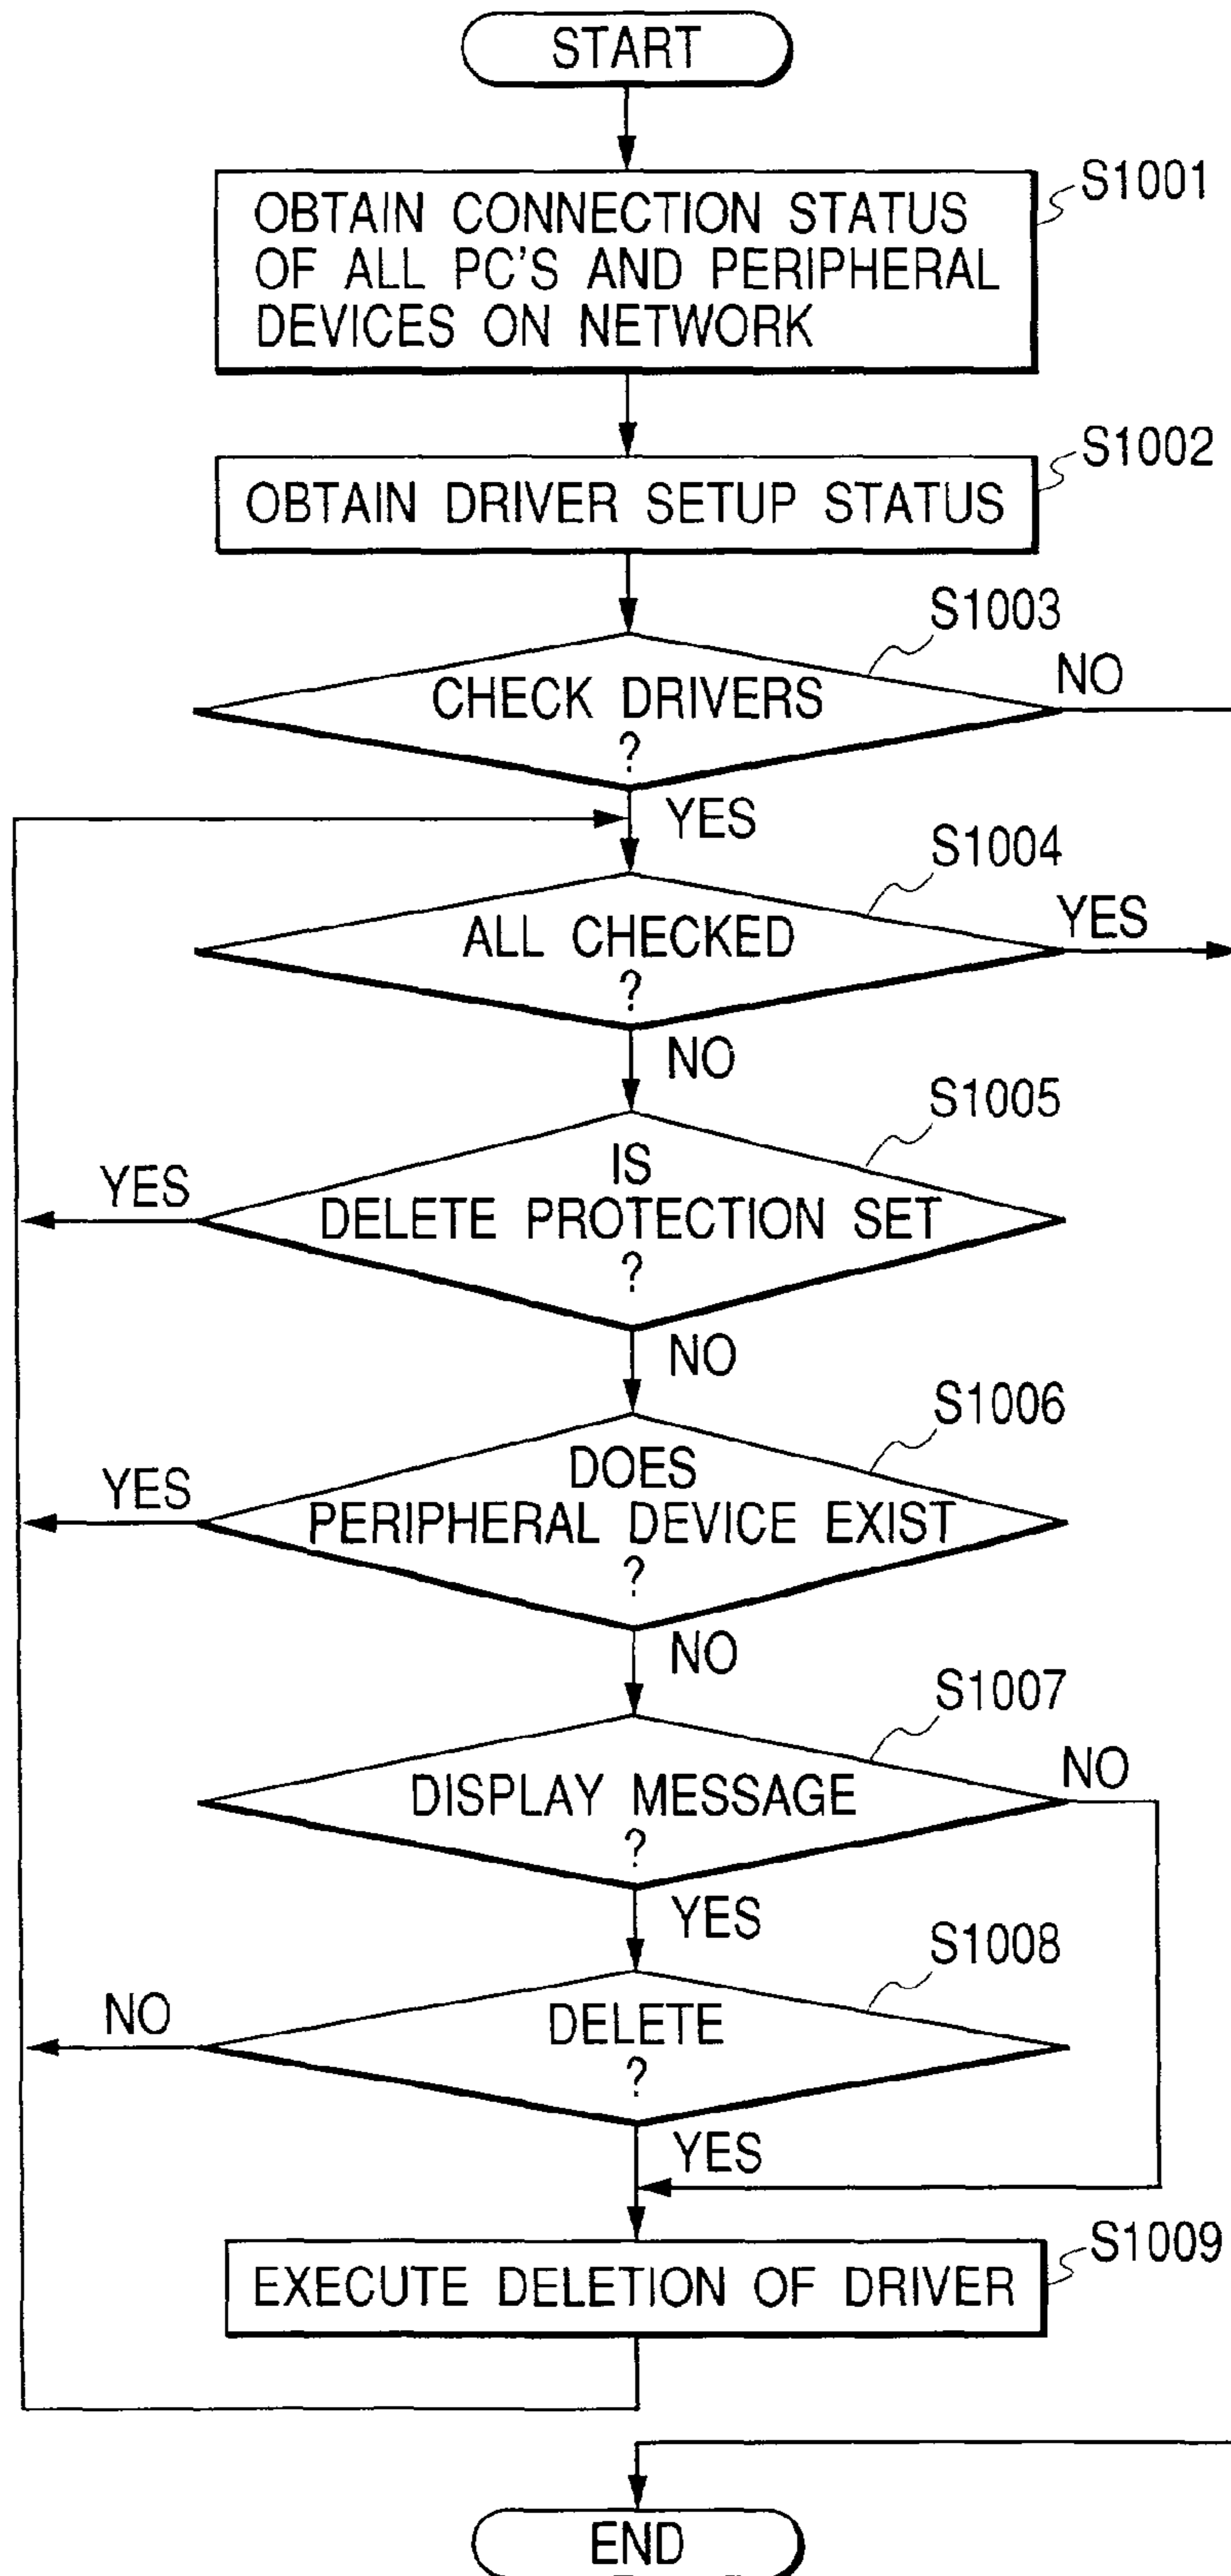 START
S1001
OBTAIN CONNECTION STATUS
OF ALL PC'S AND PERIPHERAL
DEVICES ON NETWORK
S1002
OBTAIN DRIVER SETUP STATUS
S1003
CHECK DRIVERS
?
NO
YES
S1004
ALL CHECKED
?
YES
NO
S1005
IS
DELETE PROTECTION SET
?
YES
NO
S1006
DOES
PERIPHERAL DEVICE EXIST
?
YES
NO
S1007
DISPLAY MESSAGE
?
NO
YES
S1008
DELETE
?
NO
YES
S1009
EXECUTE DELETION OF DRIVER
END